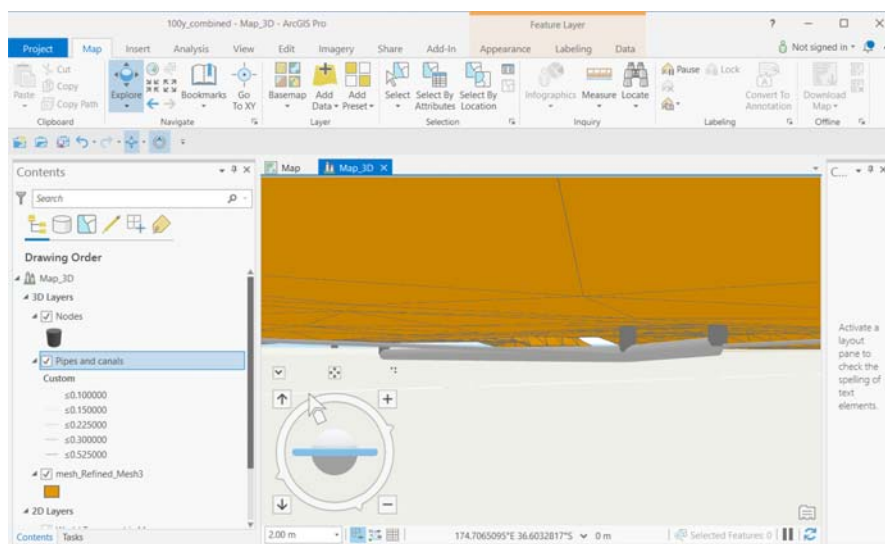 100y_combined - Map_3D - ArcGIS Pro
Feature Layer
?
Project Map Insert Analysis View Edit Imagery Share Add-In Appearance Labeling Data
Not signed in
Paste
Cut
Copy
Copy Path
Explore
Bookmarks
Go To XY
Basemap
Add Data
Add Preset
Select
Select By Attributes
Select By Location
Infographics
Measure
Locate
Pause
Lock
Convert To Annotation
Download Map
Clipboard Navigate Layer Selection Inquiry Labeling Offline
Contents
Search
Drawing Order
Map_3D
3D Layers
Nodes
Pipes and canals
Custom
≤0.100000
≤0.150000
≤0.225000
≤0.300000
≤0.525000
mesh_Refined_Mesh3
2D Layers
Contents Tasks
Map
Map_3D
C...
Activate a
layout
pane to
check the
spelling of
text
elements.
2.00 m
174.7065095°E 36.6032817°S
0 m
Selected Features: 0